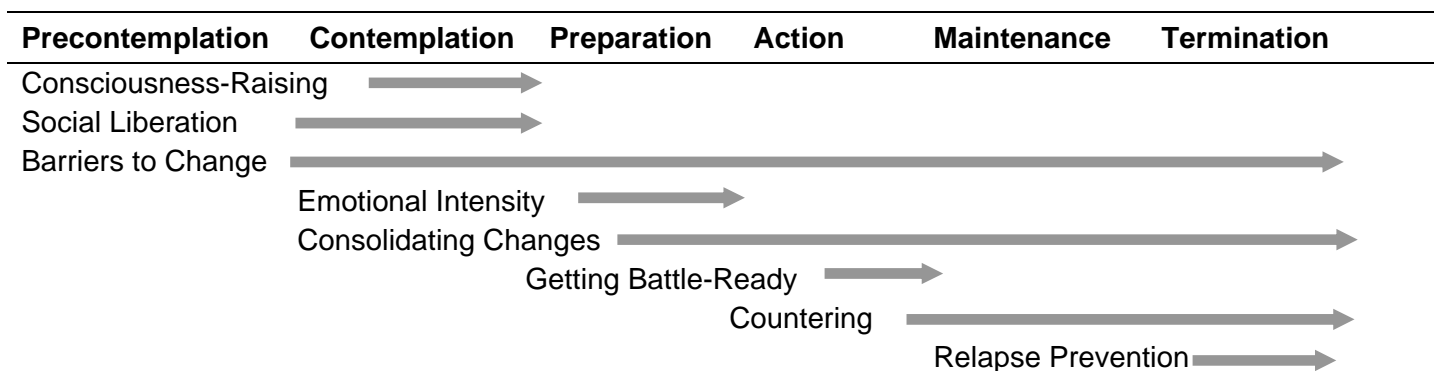 Precontemplation Contemplation Preparation Action Maintenance Termination
Consciousness-Raising
Social Liberation
Barriers to Change
Emotional Intensity
Consolidating Changes
Getting Battle-Ready
Countering
Relapse Prevention